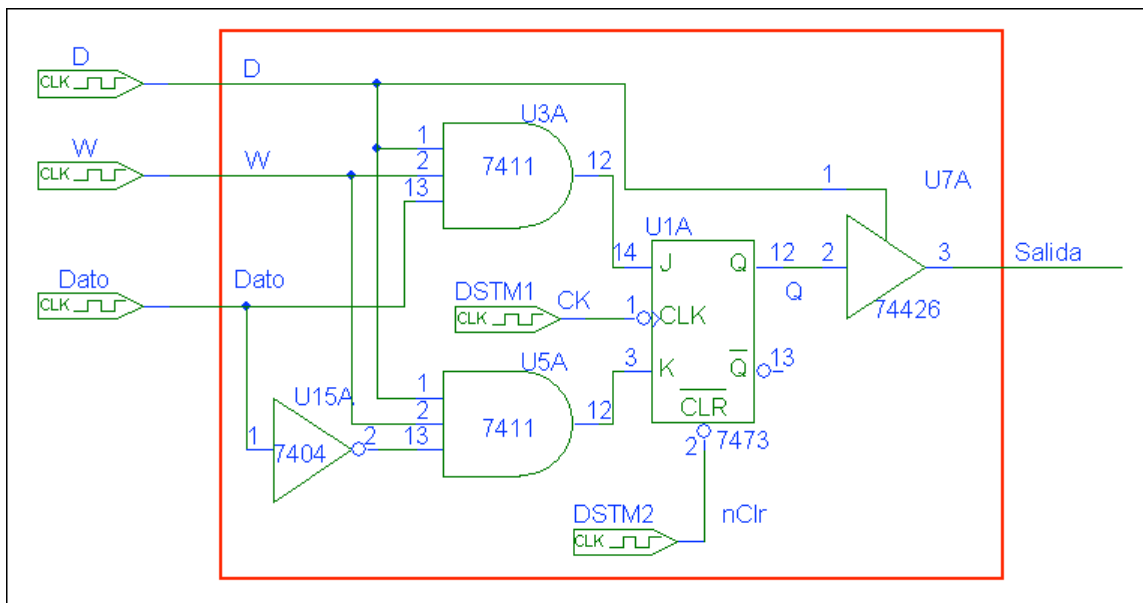 D
CLK
D
U3A
1
2
13
7411
12
1
U7A
W
CLK
W
U1A
14
J
Q
12
Q
2
3
Salida
74426
Dato
CLK
Dato
DSTM1
CLK
CK
1
CLK
3
K
Q
13
CLR
2
7473
U5A
1
2
13
7411
12
U15A
1
7404
2
DSTM2
CLK
nClr